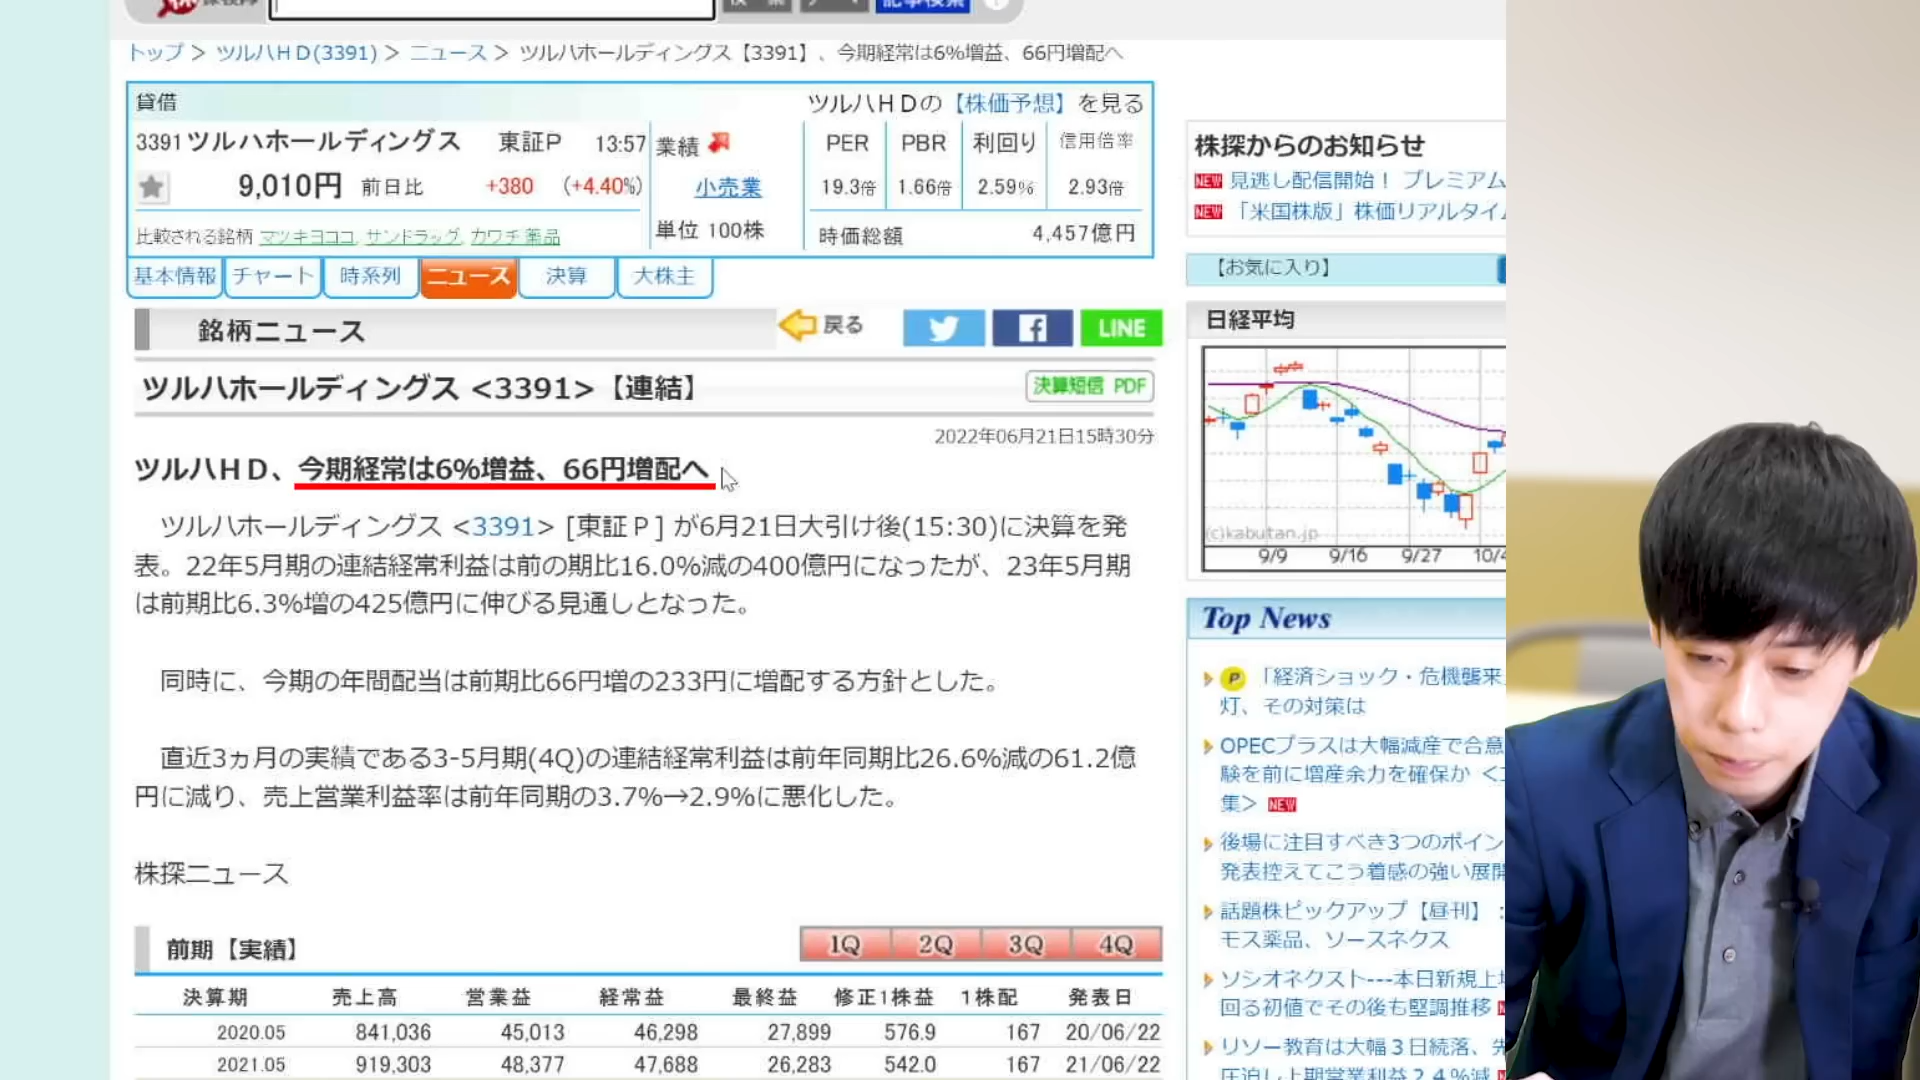 トップ > ツルハＨＤ(3391) > ニュース > ツルハホールディングス【3391】、今期経常は6%増益、66円増配へ
貸借
ツルハＨＤの【株価予想】を見る
3391 ツルハホールディングス 東証P 13:57
業績
PER PBR 利回り 信用倍率
9,010円 前日比 +380 (+4.40%)
小売業
19.3倍 1.66倍 2.59% 2.93倍
比較される銘柄 マツキヨココ, サンドラッグ, カワチ薬品
単位 100株
時価総額 4,457億円
基本情報 チャート 時系列 ニュース 決算 大株主
銘柄ニュース
戻る
LINE
ツルハホールディングス <3391>【連結】
決算短信 PDF
2022年06月21日15時30分
ツルハＨＤ、今期経常は6%増益、66円増配へ
ツルハホールディングス <3391> [東証Ｐ] が6月21日大引け後(15:30)に決算を発
表。22年5月期の連結経常利益は前の期比16.0%減の400億円になったが、23年5月期
は前期比6.3%増の425億円に伸びる見通しとなった。
同時に、今期の年間配当は前期比66円増の233円に増配する方針とした。
直近3ヵ月の実績である3-5月期(4Q)の連結経常利益は前年同期比26.6%減の61.2億
円に減り、売上営業利益率は前年同期の3.7%→2.9%に悪化した。
株探ニュース
前期【実績】
1Q 2Q 3Q 4Q
決算期 売上高 営業益 経常益 最終益 修正1株益 1株配 発表日
2020.05 841,036 45,013 46,298 27,899 576.9 167 20/06/22
2021.05 919,303 48,377 47,688 26,283 542.0 167 21/06/22
株探からのお知らせ
NEW 見逃し配信開始！ プレミアム
NEW 「米国株版」株価リアルタイ
【お気に入り】
日経平均
(c)kabutan.jp
9/9 9/16 9/27 10/4
Top News
P 「経済ショック・危機襲来
灯、その対策は
OPECプラスは大幅減産で合意
験を前に増産余力を確保か <
集> NEW
後場に注目すべき3つのポイン
発表控えてこう着感の強い展開
話題株ピックアップ【昼刊】：
モス薬品、ソースネクス
ソシオネクスト---本日新規上
回る初値でその後も堅調推移
リソー教育は大幅３日続落、
圧迫し上期営業利益２４％減